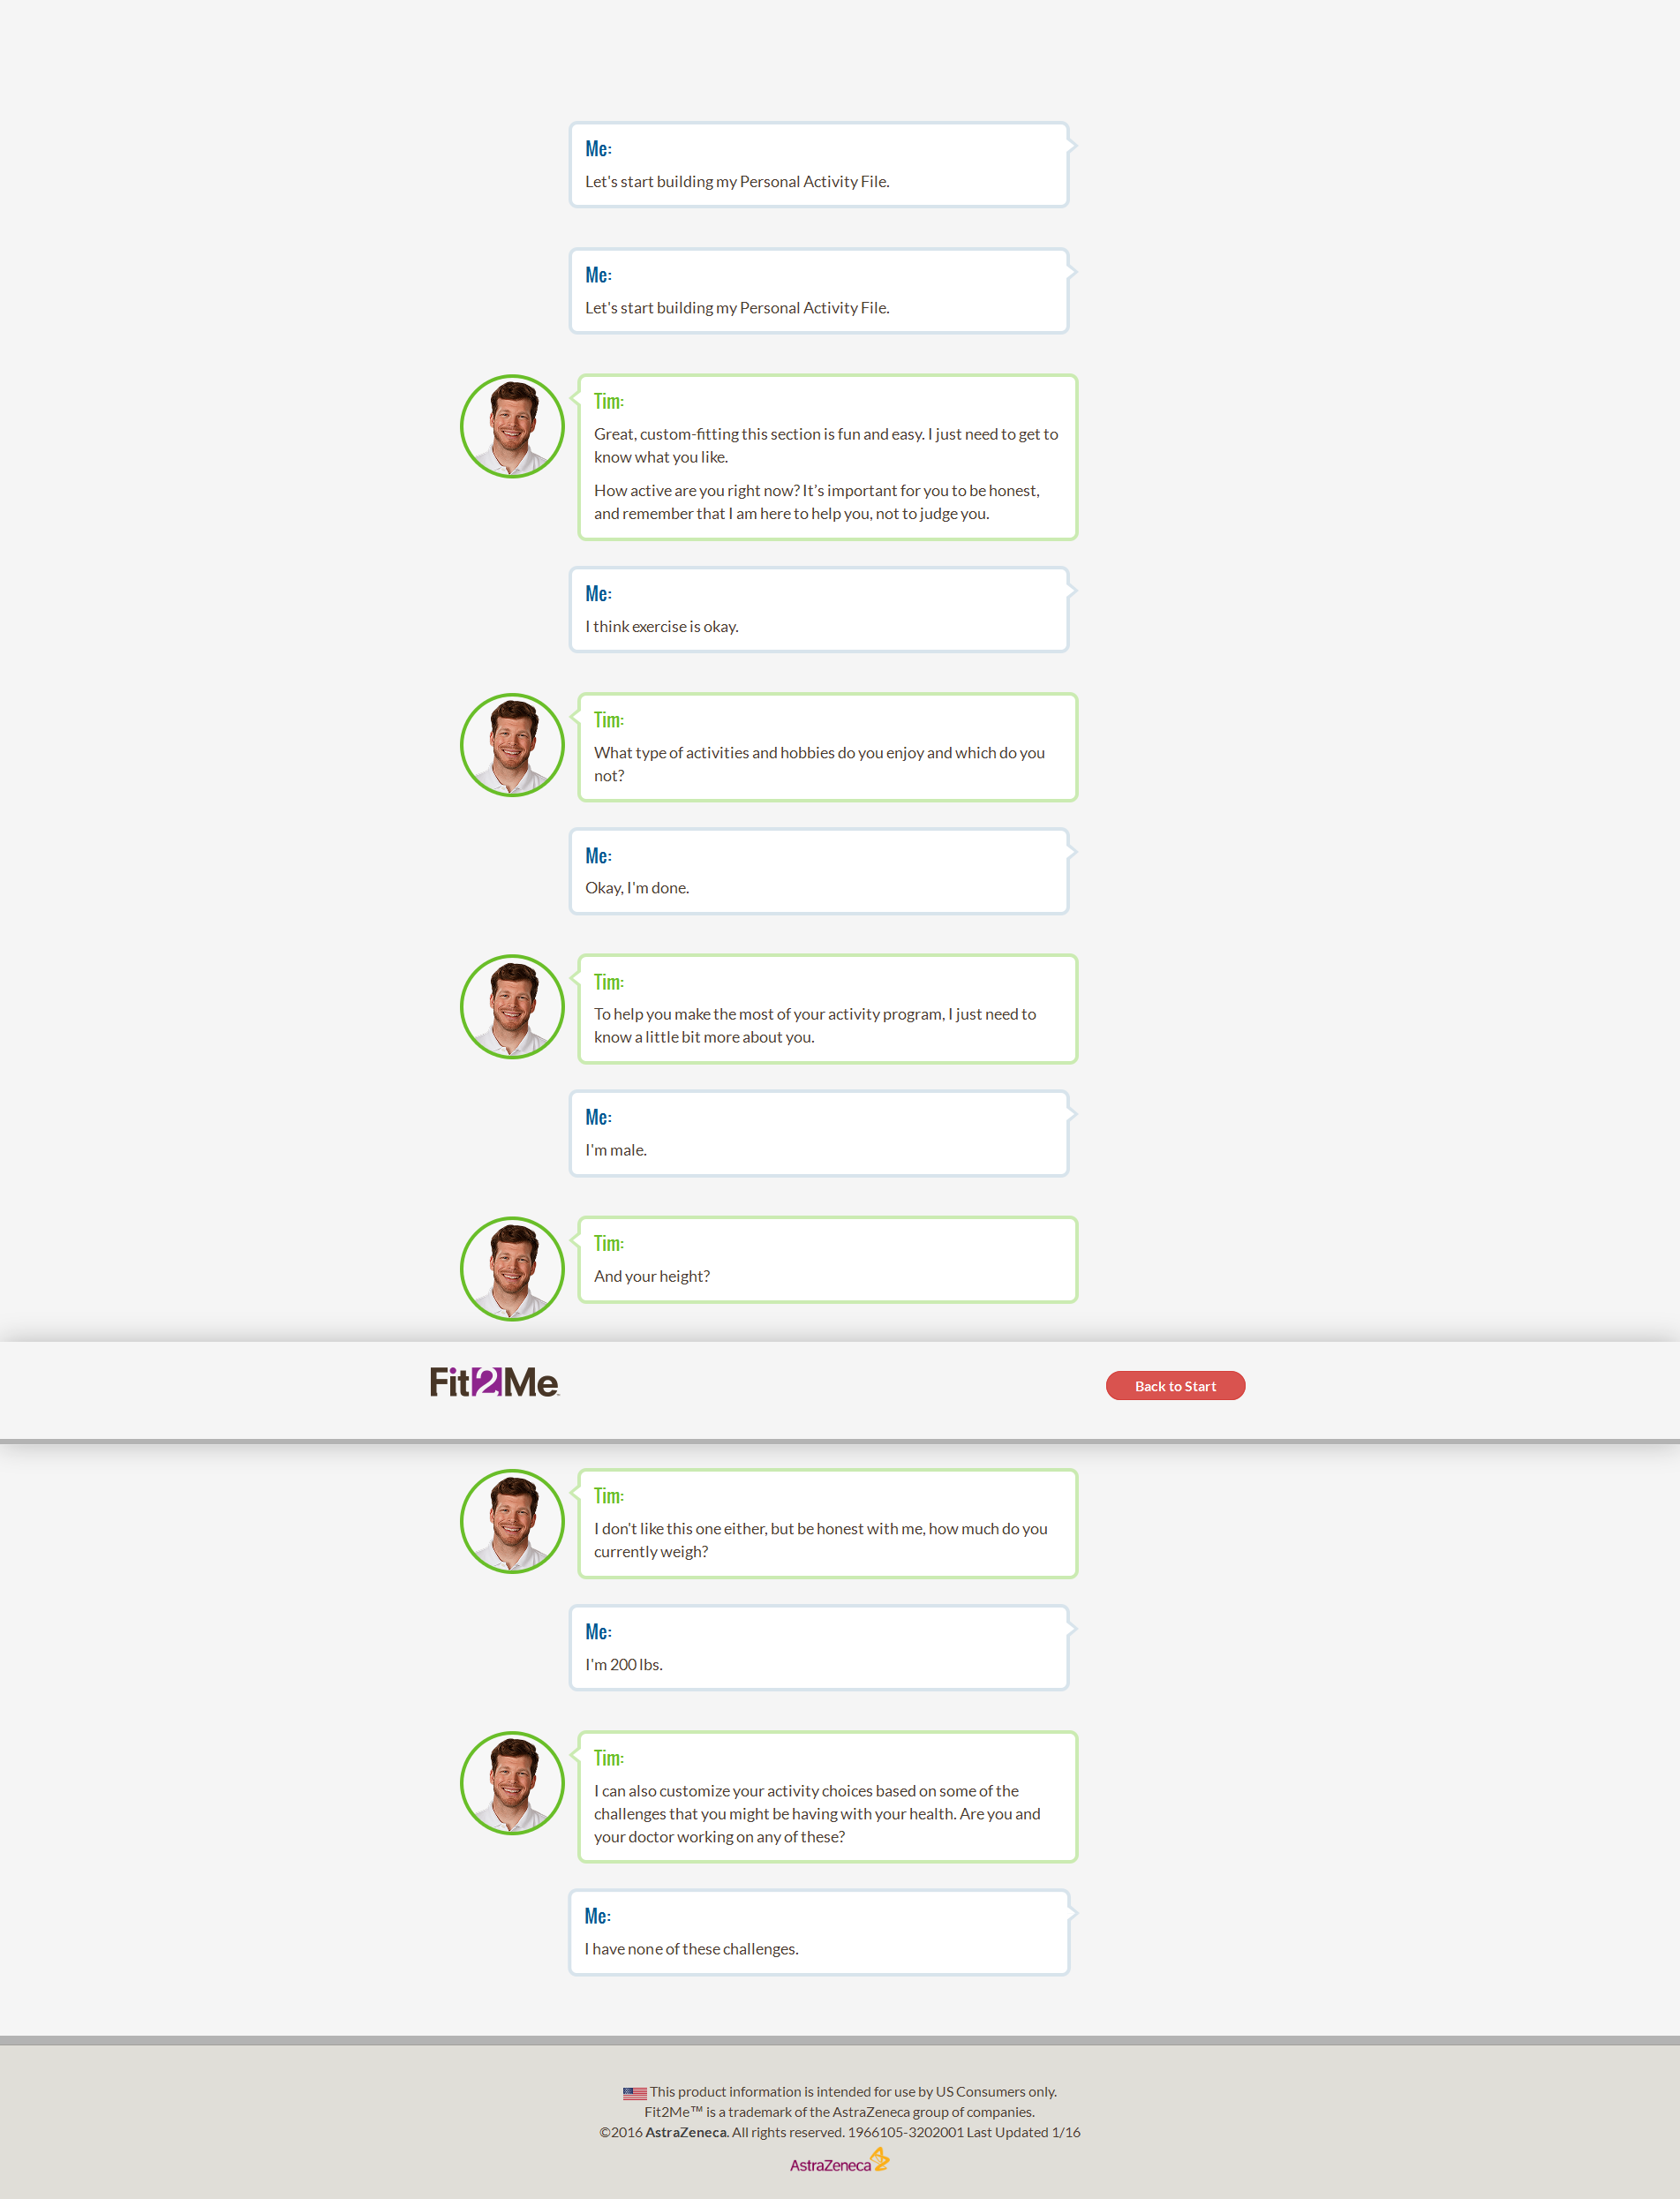 Me:
Let's start building my Personal Activity File.
Me:
Let's start building my Personal Activity File.
Tim:
Great, custom-fitting this section is fun and easy. I just need to get to
know what you like.
How active are you right now? It’s important for you to be honest,
and remember that I am here to help you, not to judge you.
Me:
I think exercise is okay.
Tim:
What type of activities and hobbies do you enjoy and which do you
not?
Me:
Okay, I'm done.
Tim:
To help you make the most of your activity program, I just need to
know a little bit more about you.
Me:
I'm male.
Tim:
And your height?
Fit2Me
Back to Start
Tim:
I don't like this one either, but be honest with me, how much do you
currently weigh?
Me:
I'm 200 lbs.
Tim:
I can also customize your activity choices based on some of the
challenges that you might be having with your health. Are you and
your doctor working on any of these?
Me:
I have none of these challenges.
This product information is intended for use by US Consumers only.
Fit2Me™ is a trademark of the AstraZeneca group of companies.
©2016 AstraZeneca. All rights reserved. 1966105-3202001 Last Updated 1/16
AstraZeneca